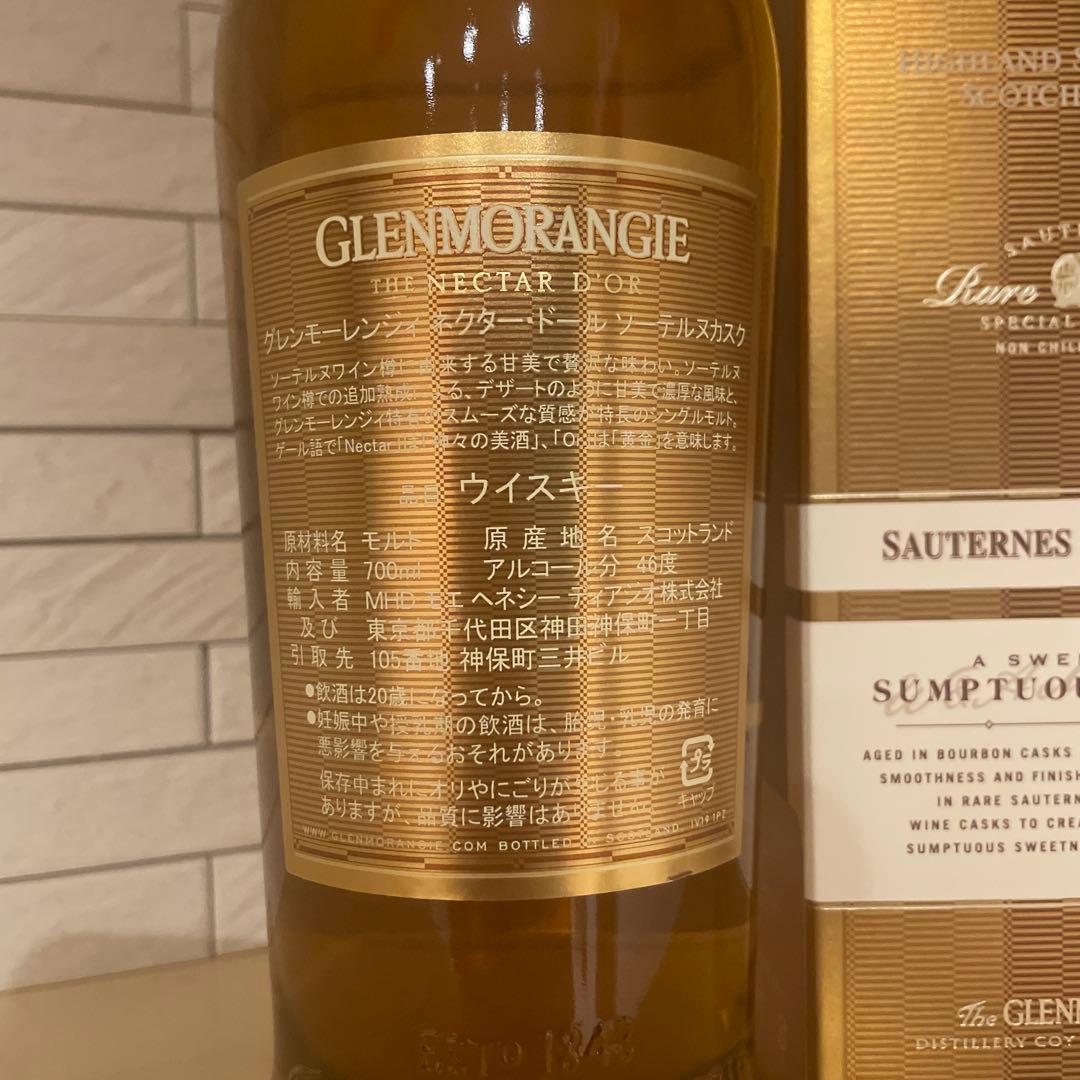 GLENMORANGIE
THE NECTAR D'OR
グレンモーレンジィ ネクター・ドール ソーテルヌカスク
ソーテルヌワイン樽に由来する甘美で贅沢な味わい。ソーテルヌ
ワイン樽での追加熟成による、デザートのように甘美で濃厚な風味と、
グレンモーレンジィ特有のスムーズな質感が特長のシングルモルト。
ゲール語で「Nectar」は「神々の美酒」、「Or」は「黄金」を意味します。
品目 ウイスキー
原材料名 モルト 原産地名 スコットランド
内容量 700ml アルコール分 46度
輸入者 MHD モエ ヘネシー ディアジオ株式会社
及び 東京都千代田区神田神保町一丁目
引取先 105番地 神保町三井ビル
●飲酒は20歳になってから。
●妊娠中や授乳期の飲酒は、胎児・乳児の発育に
悪影響を与えるおそれがあります。
保存中まれにオリやにごりが生じる事が
ありますが、品質に影響はありません。
プラ
キャップ
WWW.GLENMORANGIE.COM BOTTLED IN SCOTLAND, IV19 1PZ
ESTD 1843
HIGHLAND
SCOTCH
Rare
SPECIAL
NON CHILL
SAUTERNES
A SWEE
SUMPTUOU
AGED IN BOURBON CASKS
SMOOTHNESS AND FINISH
IN RARE SAUTERN
WINE CASKS TO CREA
SUMPTUOUS SWEETN
The GLEN
DISTILLERY COY